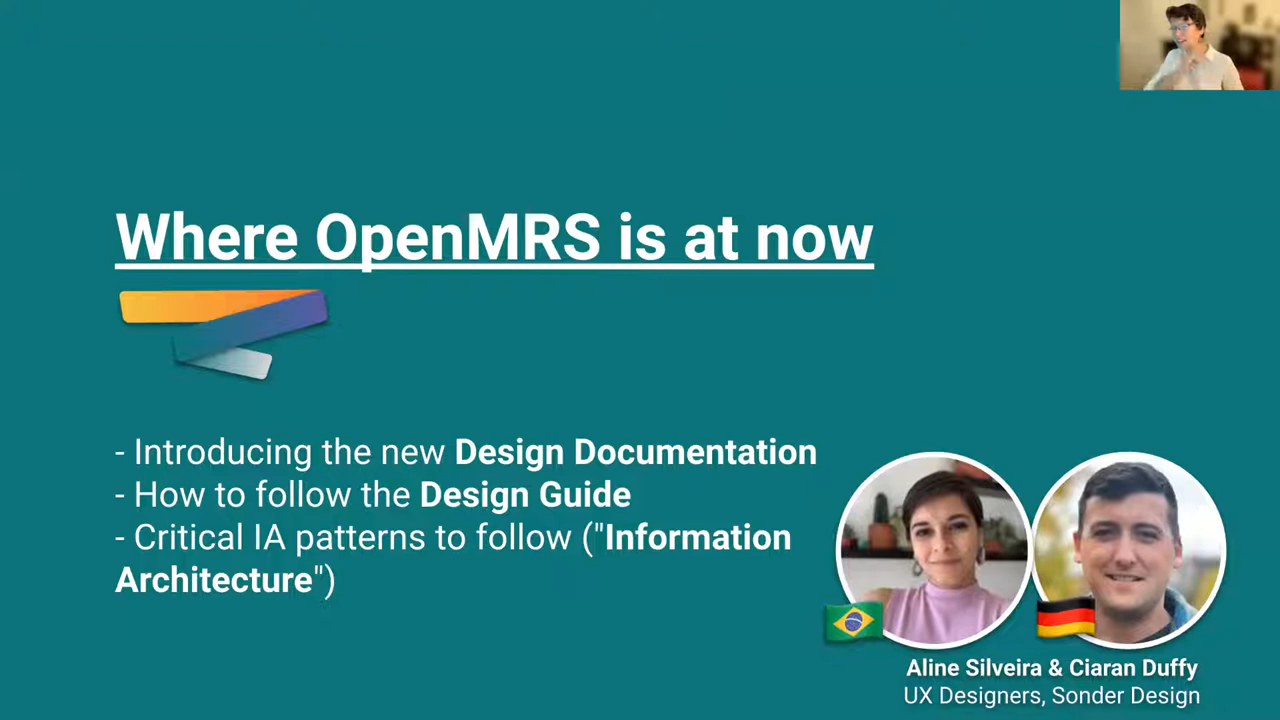 Where OpenMRS is at now
- Introducing the new Design Documentation
- How to follow the Design Guide
- Critical IA patterns to follow ("Information
Architecture")
Aline Silveira & Ciaran Duffy
UX Designers, Sonder Design